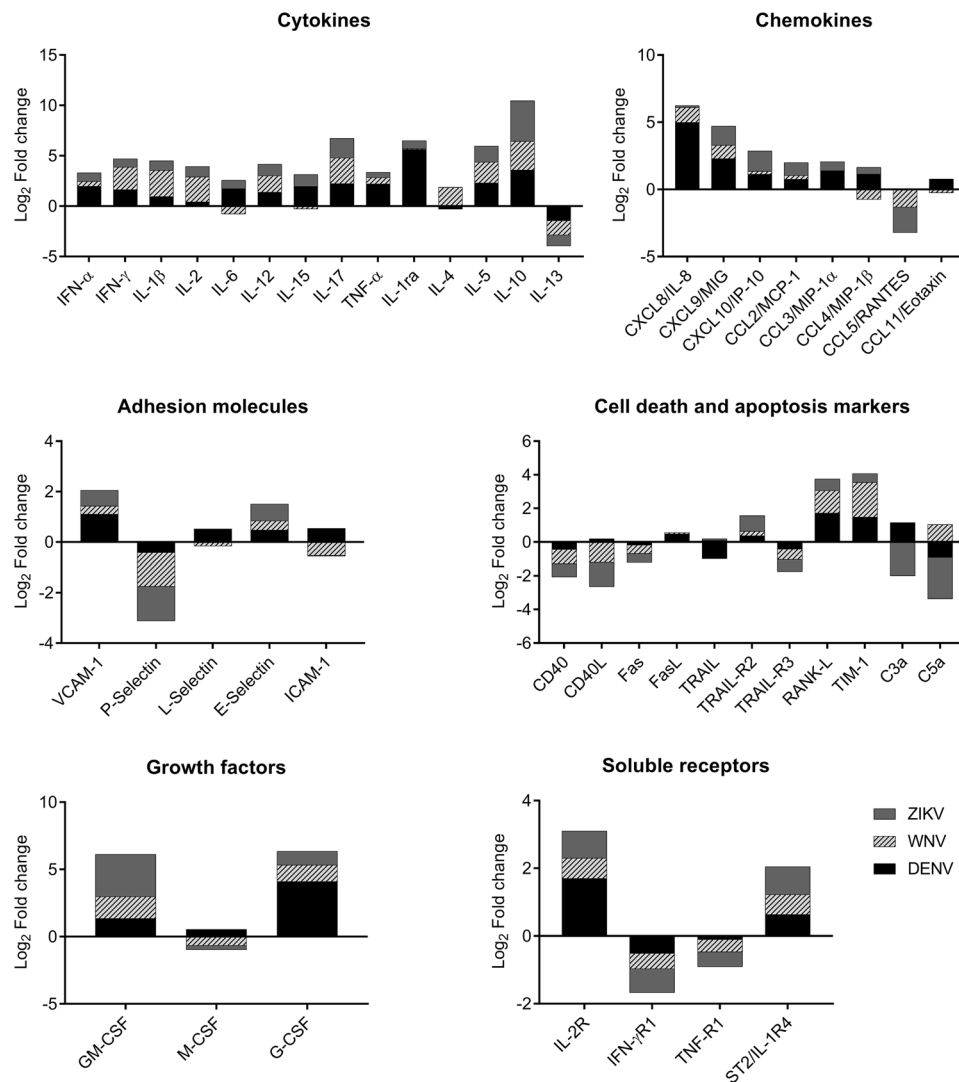 Cytokines
Log2 Fold change
15
10
5
0
-5
IFN-α
IFN-γ
IL-1β
IL-2
IL-6
IL-12
IL-15
IL-17
TNF-α
IL-1ra
IL-4
IL-5
IL-10
IL-13
Chemokines
Log2 Fold change
10
5
0
-5
CXCL8/IL-8
CXCL9/MIG
CXCL10/IP-10
CCL2/MCP-1
CCL3/MIP-1α
CCL4/MIP-1β
CCL5/RANTES
CCL11/Eotaxin
Adhesion molecules
Log2 Fold change
4
2
0
-2
-4
VCAM-1
P-Selectin
L-Selectin
E-Selectin
ICAM-1
Cell death and apoptosis markers
Log2 Fold change
6
4
2
0
-2
-4
-6
CD40
CD40L
Fas
FasL
TRAIL
TRAIL-R2
TRAIL-R3
RANK-L
TIM-1
C3a
C5a
Growth factors
Log2 Fold change
10
5
0
-5
GM-CSF
M-CSF
G-CSF
Soluble receptors
Log2 Fold change
4
2
0
-2
IL-2R
IFN-γR1
TNF-R1
ST2/IL-1R4
ZIKV
WNV
DENV